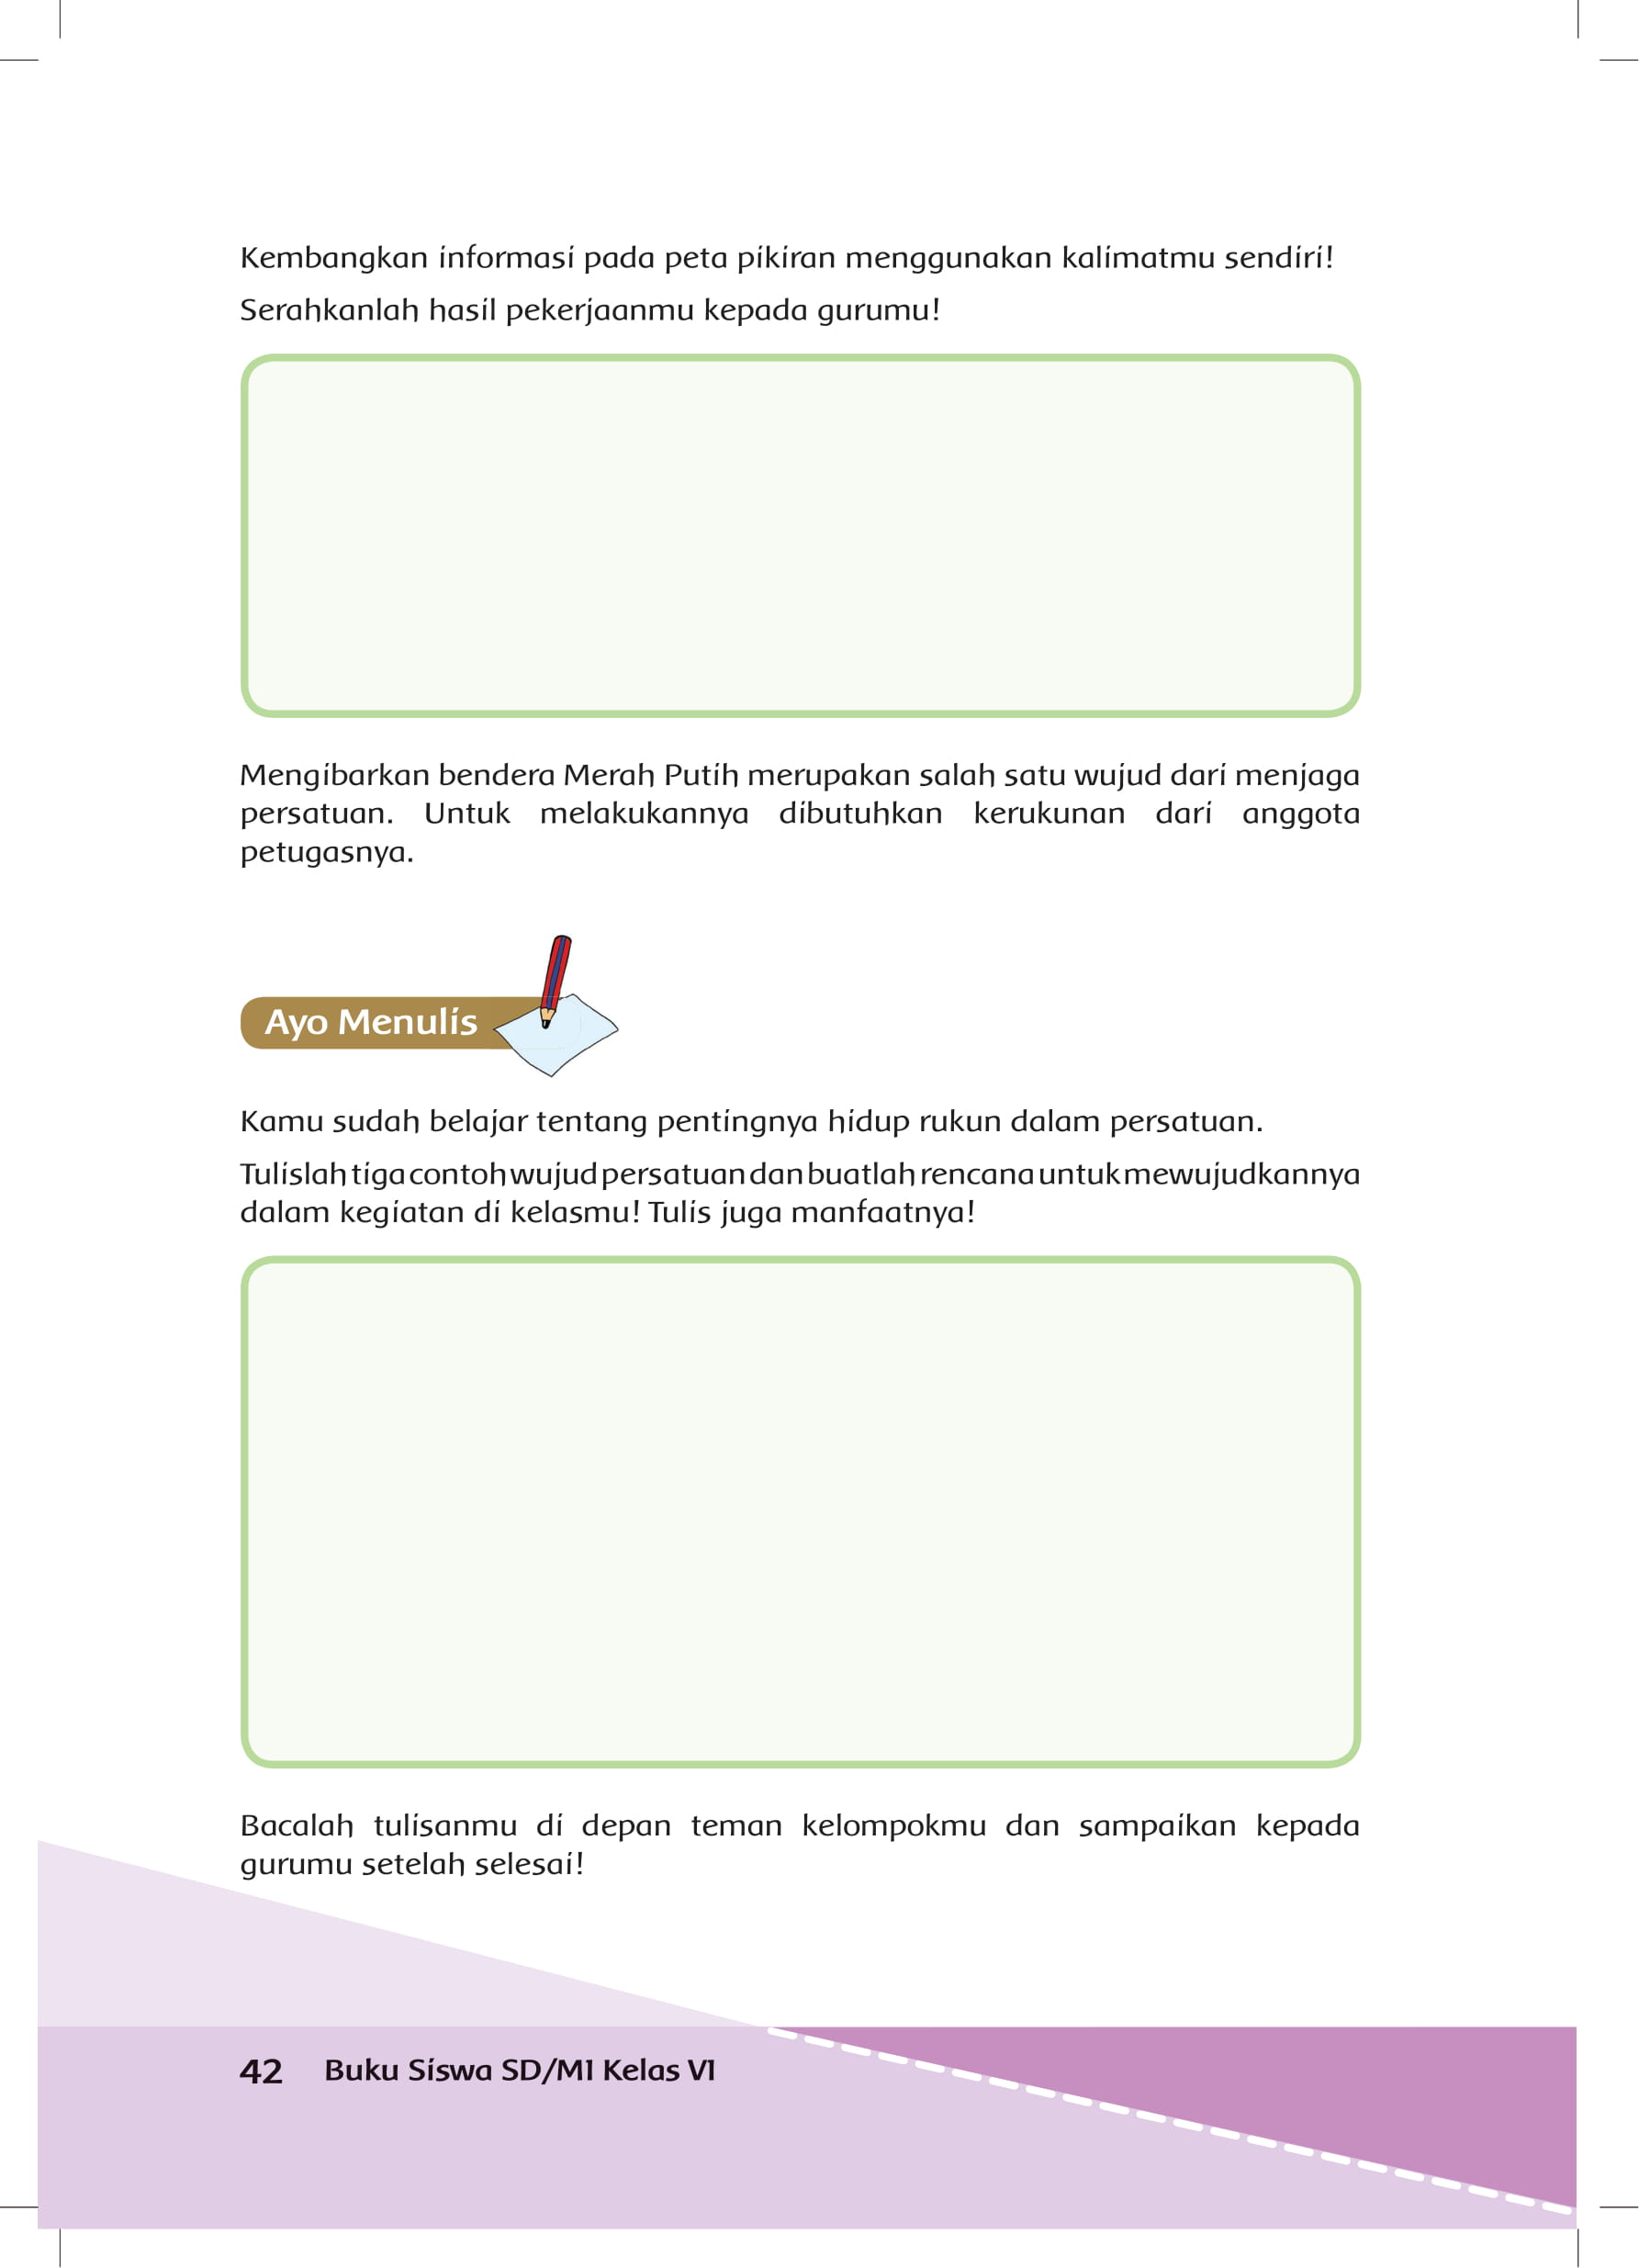 Kembangkan informasi pada peta pikiran menggunakan kalimatmu sendiri!
Serahkanlah hasil pekerjaanmu kepada gurumu!
Mengibarkan bendera Merah Putih merupakan salah satu wujud dari menjaga
persatuan. Untuk melakukannya dibutuhkan kerukunan dari anggota
petugasnya.
Ayo Menulis
Kamu sudah belajar tentang pentingnya hidup rukun dalam persatuan.
Tulislah tiga contoh wujud persatuan dan buatlah rencana untuk mewujudkannya
dalam kegiatan di kelasmu! Tulis juga manfaatnya!
Bacalah tulisanmu di depan teman kelompokmu dan sampaikan kepada
gurumu setelah selesai!
42 Buku Siswa SD/MI Kelas VI